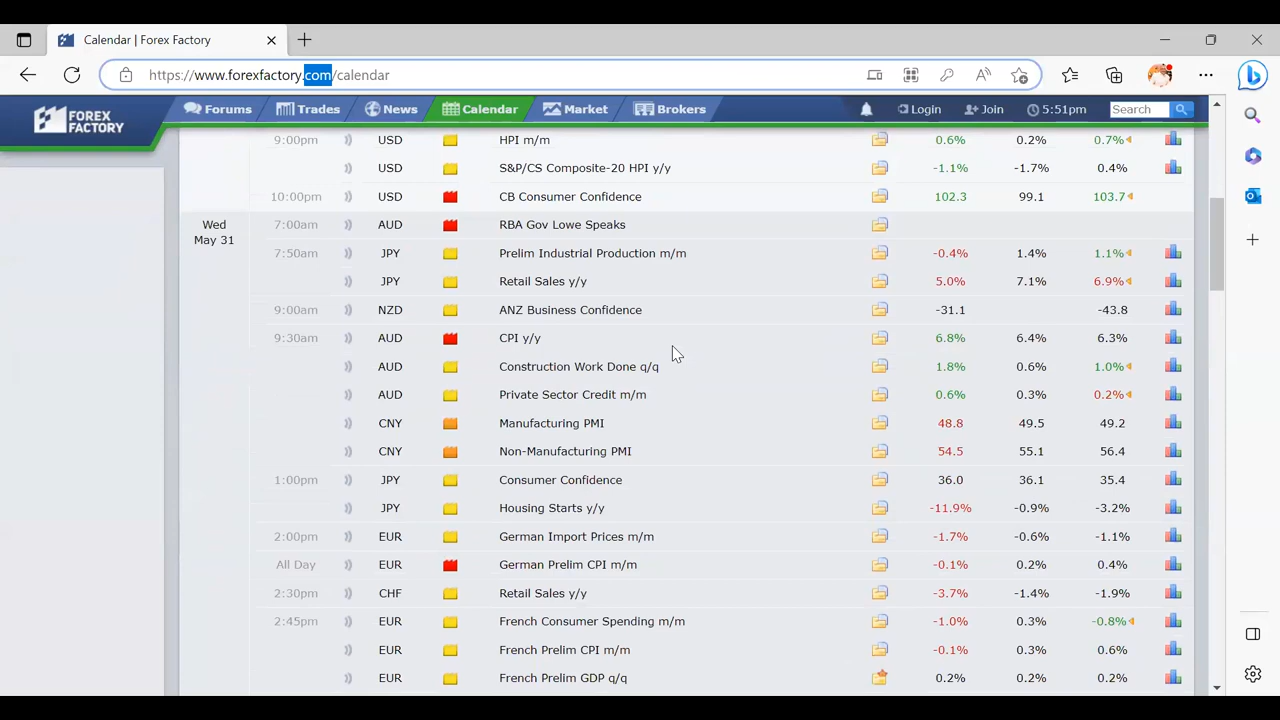 Calendar | Forex Factory
https://www.forexfactory.com/calendar
FOREX FACTORY Forums Trades News Calendar Market Brokers Login Join 5:51pm Search
9:00pm USD HPI m/m 0.6% 0.2% 0.7%
USD S&P/CS Composite-20 HPI y/y -1.1% -1.7% 0.4%
10:00pm USD CB Consumer Confidence 102.3 99.1 103.7
Wed May 31 7:00am AUD RBA Gov Lowe Speaks
7:50am JPY Prelim Industrial Production m/m -0.4% 1.4% 1.1%
JPY Retail Sales y/y 5.0% 7.1% 6.9%
9:00am NZD ANZ Business Confidence -31.1 -43.8
9:30am AUD CPI y/y 6.8% 6.4% 6.3%
AUD Construction Work Done q/q 1.8% 0.6% 1.0%
AUD Private Sector Credit m/m 0.6% 0.3% 0.2%
CNY Manufacturing PMI 48.8 49.5 49.2
CNY Non-Manufacturing PMI 54.5 55.1 56.4
1:00pm JPY Consumer Confidence 36.0 36.1 35.4
JPY Housing Starts y/y -11.9% -0.9% -3.2%
2:00pm EUR German Import Prices m/m -1.7% -0.6% -1.1%
All Day EUR German Prelim CPI m/m -0.1% 0.2% 0.4%
2:30pm CHF Retail Sales y/y -3.7% -1.4% -1.9%
2:45pm EUR French Consumer Spending m/m -1.0% 0.3% -0.8%
EUR French Prelim CPI m/m -0.1% 0.3% 0.6%
EUR French Prelim GDP q/q 0.2% 0.2% 0.2%